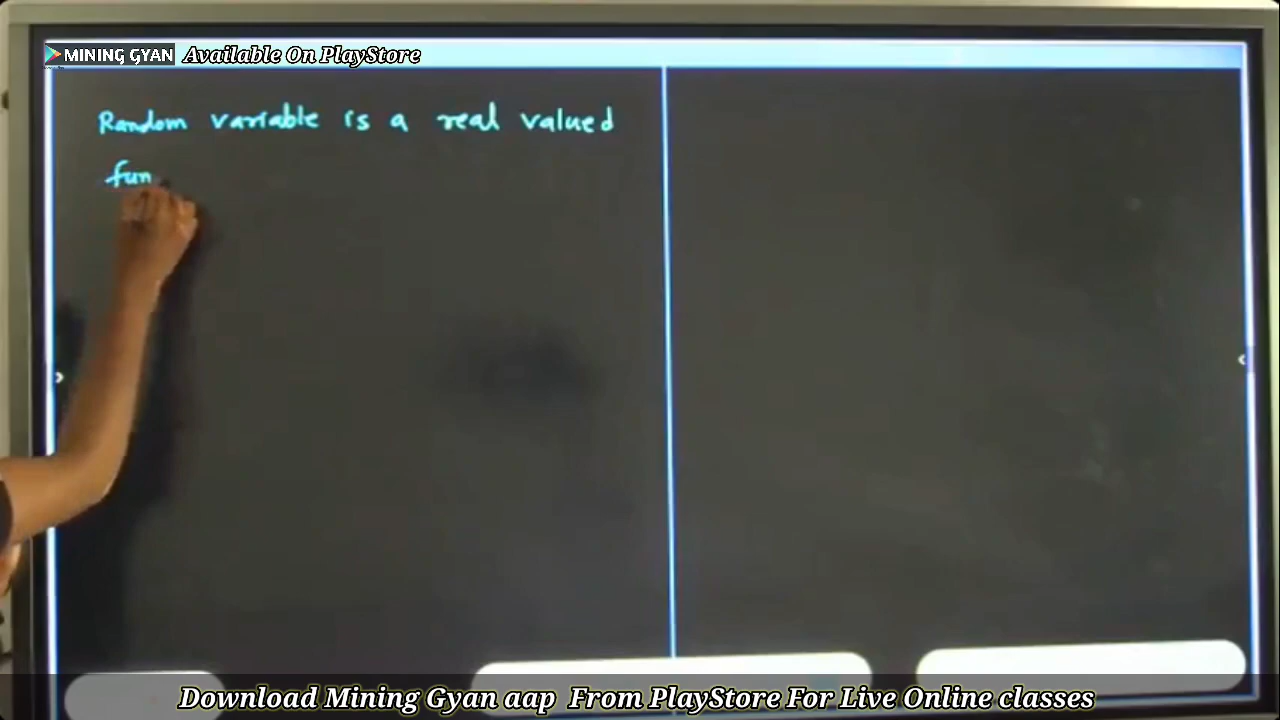 MINING GYAN Available On PlayStore
Random variable is a real valued
fun
Download Mining Gyan aap From PlayStore For Live Online classes